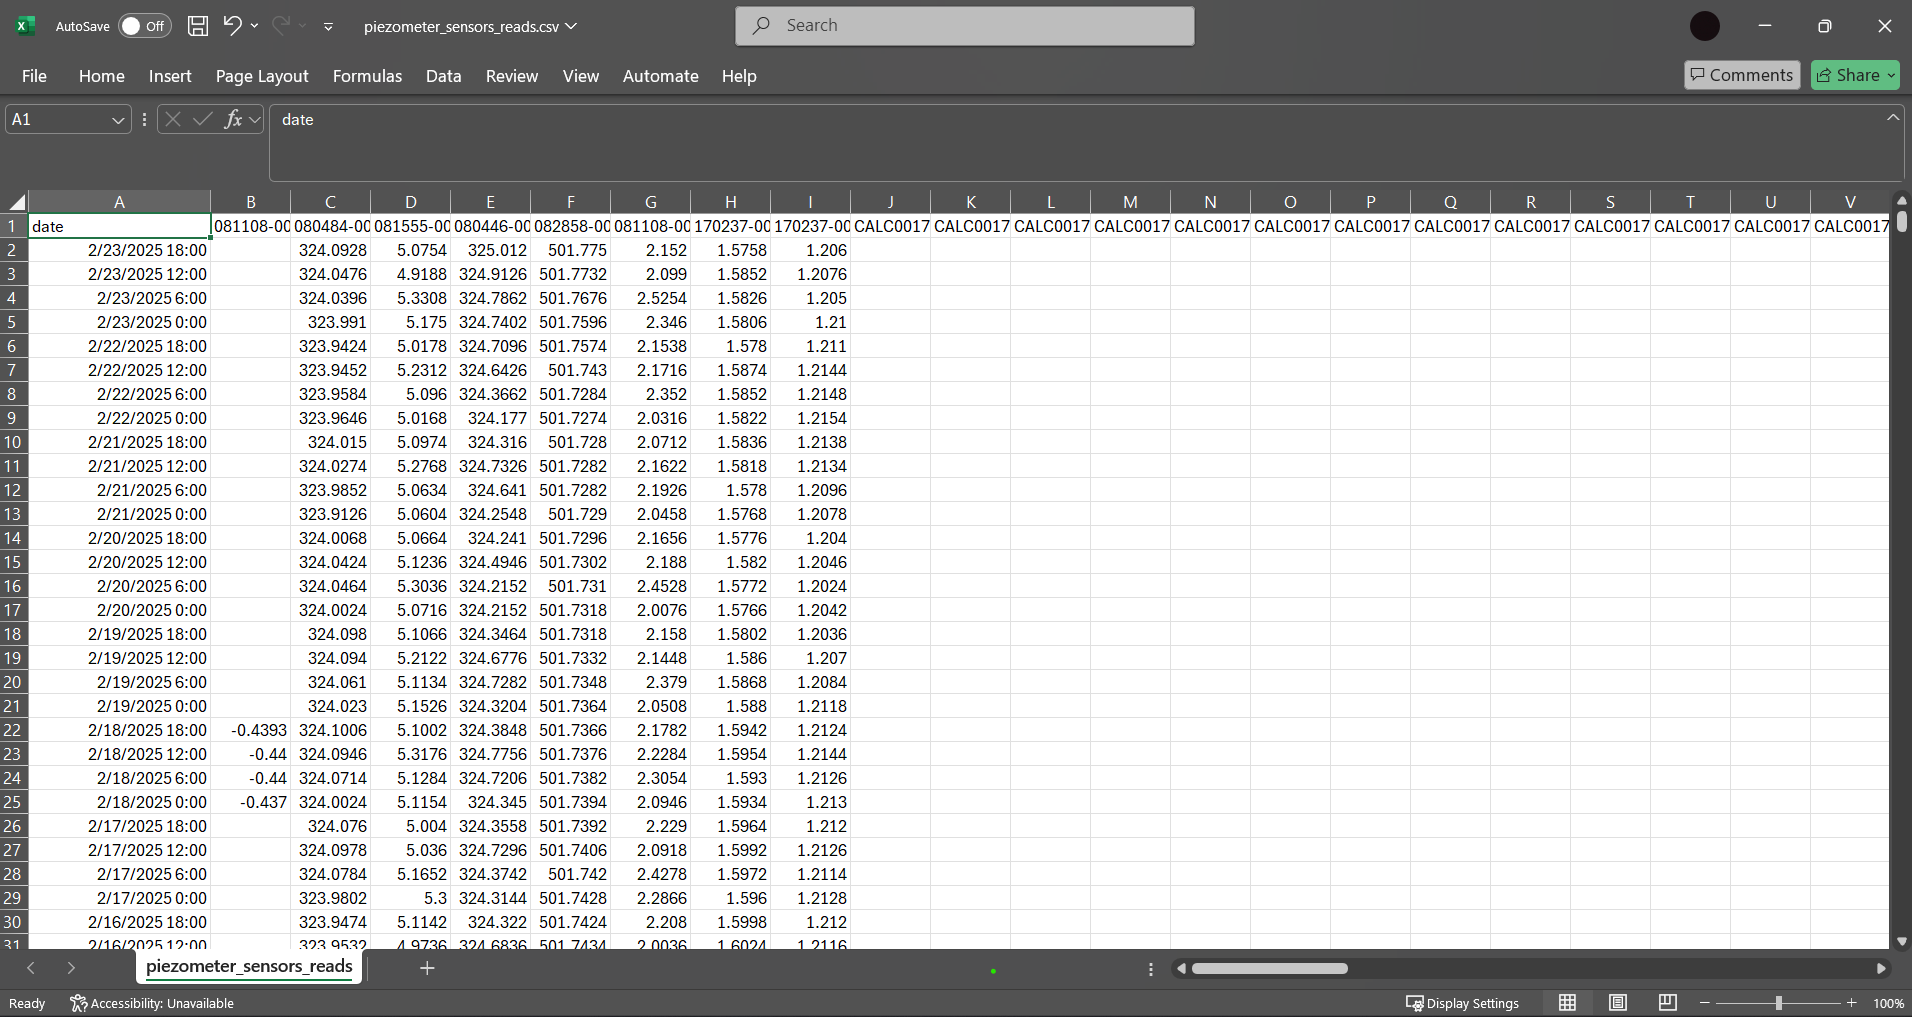 AutoSave Off piezometer_sensors_reads.csv Search
File Home Insert Page Layout Formulas Data Review View Automate Help Comments Share
A1 fx date
A B C D E F G H I J K L M N O P Q R S T U V
1 date 081108-00 080484-00 081555-00 080446-00 082858-00 081108-00 170237-00 170237-00 CALC0017 CALC0017 CALC0017 CALC0017 CALC0017 CALC0017 CALC0017 CALC0017 CALC0017 CALC0017 CALC0017 CALC0017 CALC0017
2 2/23/2025 18:00 324.0928 5.0754 325.012 501.775 2.152 1.5758 1.206
3 2/23/2025 12:00 324.0476 4.9188 324.9126 501.7732 2.099 1.5852 1.2076
4 2/23/2025 6:00 324.0396 5.3308 324.7862 501.7676 2.5254 1.5826 1.205
5 2/23/2025 0:00 323.991 5.175 324.7402 501.7596 2.346 1.5806 1.21
6 2/22/2025 18:00 323.9424 5.0178 324.7096 501.7574 2.1538 1.578 1.211
7 2/22/2025 12:00 323.9452 5.2312 324.6426 501.743 2.1716 1.5874 1.2144
8 2/22/2025 6:00 323.9584 5.096 324.3662 501.7284 2.352 1.5852 1.2148
9 2/22/2025 0:00 323.9646 5.0168 324.177 501.7274 2.0316 1.5822 1.2154
10 2/21/2025 18:00 324.015 5.0974 324.316 501.728 2.0712 1.5836 1.2138
11 2/21/2025 12:00 324.0274 5.2768 324.7326 501.7282 2.1622 1.5818 1.2134
12 2/21/2025 6:00 323.9852 5.0634 324.641 501.7282 2.1926 1.578 1.2096
13 2/21/2025 0:00 323.9126 5.0604 324.2548 501.729 2.0458 1.5768 1.2078
14 2/20/2025 18:00 324.0068 5.0664 324.241 501.7296 2.1656 1.5776 1.204
15 2/20/2025 12:00 324.0424 5.1236 324.4946 501.7302 2.188 1.582 1.2046
16 2/20/2025 6:00 324.0464 5.3036 324.2152 501.731 2.4528 1.5772 1.2024
17 2/20/2025 0:00 324.0024 5.0716 324.2152 501.7318 2.0076 1.5766 1.2042
18 2/19/2025 18:00 324.098 5.1066 324.3464 501.7318 2.158 1.5802 1.2036
19 2/19/2025 12:00 324.094 5.2122 324.6776 501.7332 2.1448 1.586 1.207
20 2/19/2025 6:00 324.061 5.1134 324.7282 501.7348 2.379 1.5868 1.2084
21 2/19/2025 0:00 324.023 5.1526 324.3204 501.7364 2.0508 1.588 1.2118
22 2/18/2025 18:00 -0.4393 324.1006 5.1002 324.3848 501.7366 2.1782 1.5942 1.2124
23 2/18/2025 12:00 -0.44 324.0946 5.3176 324.7756 501.7376 2.2284 1.5954 1.2144
24 2/18/2025 6:00 -0.44 324.0714 5.1284 324.7206 501.7382 2.3054 1.593 1.2126
25 2/18/2025 0:00 -0.437 324.0024 5.1154 324.345 501.7394 2.0946 1.5934 1.213
26 2/17/2025 18:00 324.076 5.004 324.3558 501.7392 2.229 1.5964 1.212
27 2/17/2025 12:00 324.0978 5.036 324.7296 501.7406 2.0918 1.5992 1.2126
28 2/17/2025 6:00 324.0784 5.1652 324.3742 501.742 2.4278 1.5972 1.2114
29 2/17/2025 0:00 323.9802 5.3 324.3144 501.7428 2.2866 1.596 1.2128
30 2/16/2025 18:00 323.9474 5.1142 324.322 501.7424 2.208 1.5998 1.212
31 2/16/2025 12:00 323.9532 4.9736 324.6836 501.7434 2.0036 1.6024 1.2116
piezometer_sensors_reads
Ready Accessibility: Unavailable Display Settings 100%